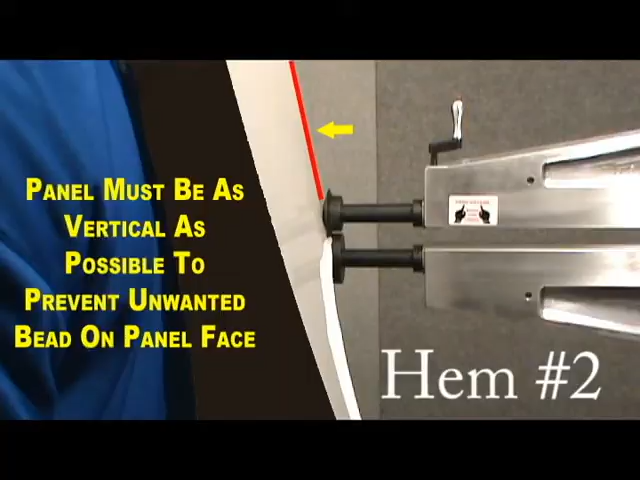 Panel Must Be As
Vertical As
Possible To
Prevent Unwanted
Bead On Panel Face
Hem #2